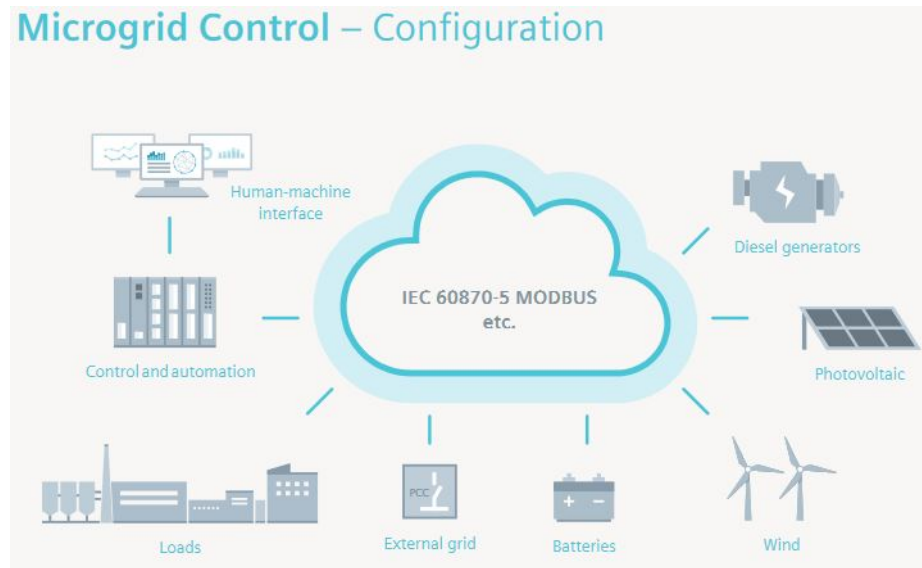 Microgrid Control – Configuration
Human-machine
interface
Diesel generators
IEC 60870-5 MODBUS
etc.
Control and automation
Photovoltaic
PCC
+ −
Loads
External grid
Batteries
Wind